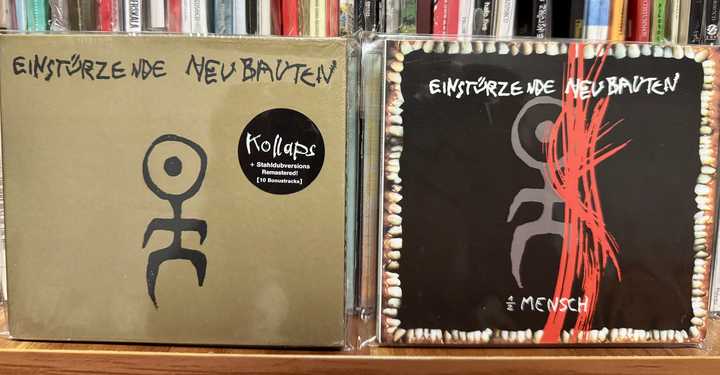 EINSTÜRZENDE NEUBAUTEN
Kollaps
+ Stahldubversions
Remastered!
[10 Bonustracks]
EINSTÜRZENDE NEUBAUTEN
½ MENSCH